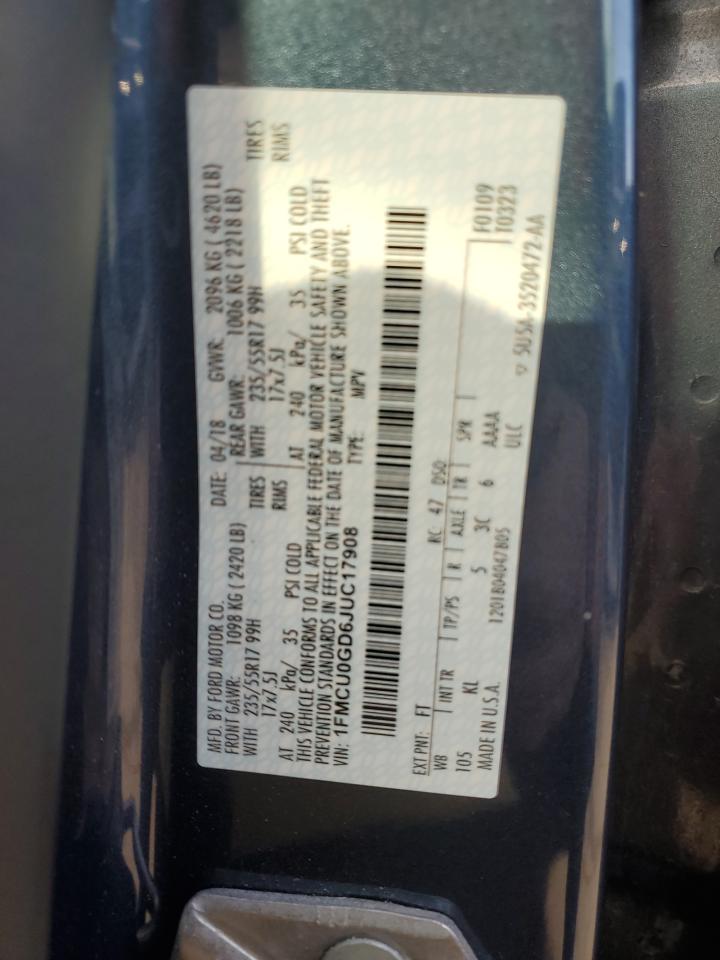 MFD. BY FORD MOTOR CO. DATE: 04/18 GVWR: 2096 KG ( 4620 LB)
FRONT GAWR: 1098 KG ( 2420 LB) REAR GAWR: 1006 KG ( 2218 LB)
WITH 235/55R17 99H TIRES WITH 235/55R17 99H TIRES
17x7.5J RIMS 17x7.5J RIMS
AT 240 kPa/ 35 PSI COLD AT 240 kPa/ 35 PSI COLD
THIS VEHICLE CONFORMS TO ALL APPLICABLE FEDERAL MOTOR VEHICLE SAFETY AND THEFT
PREVENTION STANDARDS IN EFFECT ON THE DATE OF MANUFACTURE SHOWN ABOVE.
VIN: 1FMCU0GD6JUC17908 TYPE: MPV
EXT PNT: FT RC: 47 DSO: F0109
WB INT TR TP/PS R AXLE TR SPR T0323
105 KL 5 3C 6 AAAA
MADE IN U.S.A. 1201804047805 ULC
5U5A-3520472-AA